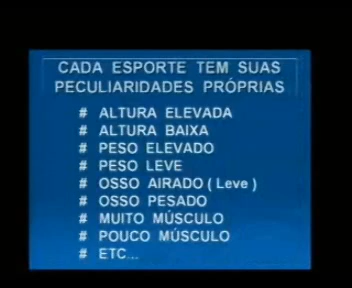 CADA ESPORTE TEM SUAS
PECULIARIDADES PRÓPRIAS
# ALTURA ELEVADA
# ALTURA BAIXA
# PESO ELEVADO
# PESO LEVE
# OSSO AIRADO ( Leve )
# OSSO PESADO
# MUITO MÚSCULO
# POUCO MÚSCULO
# ETC...